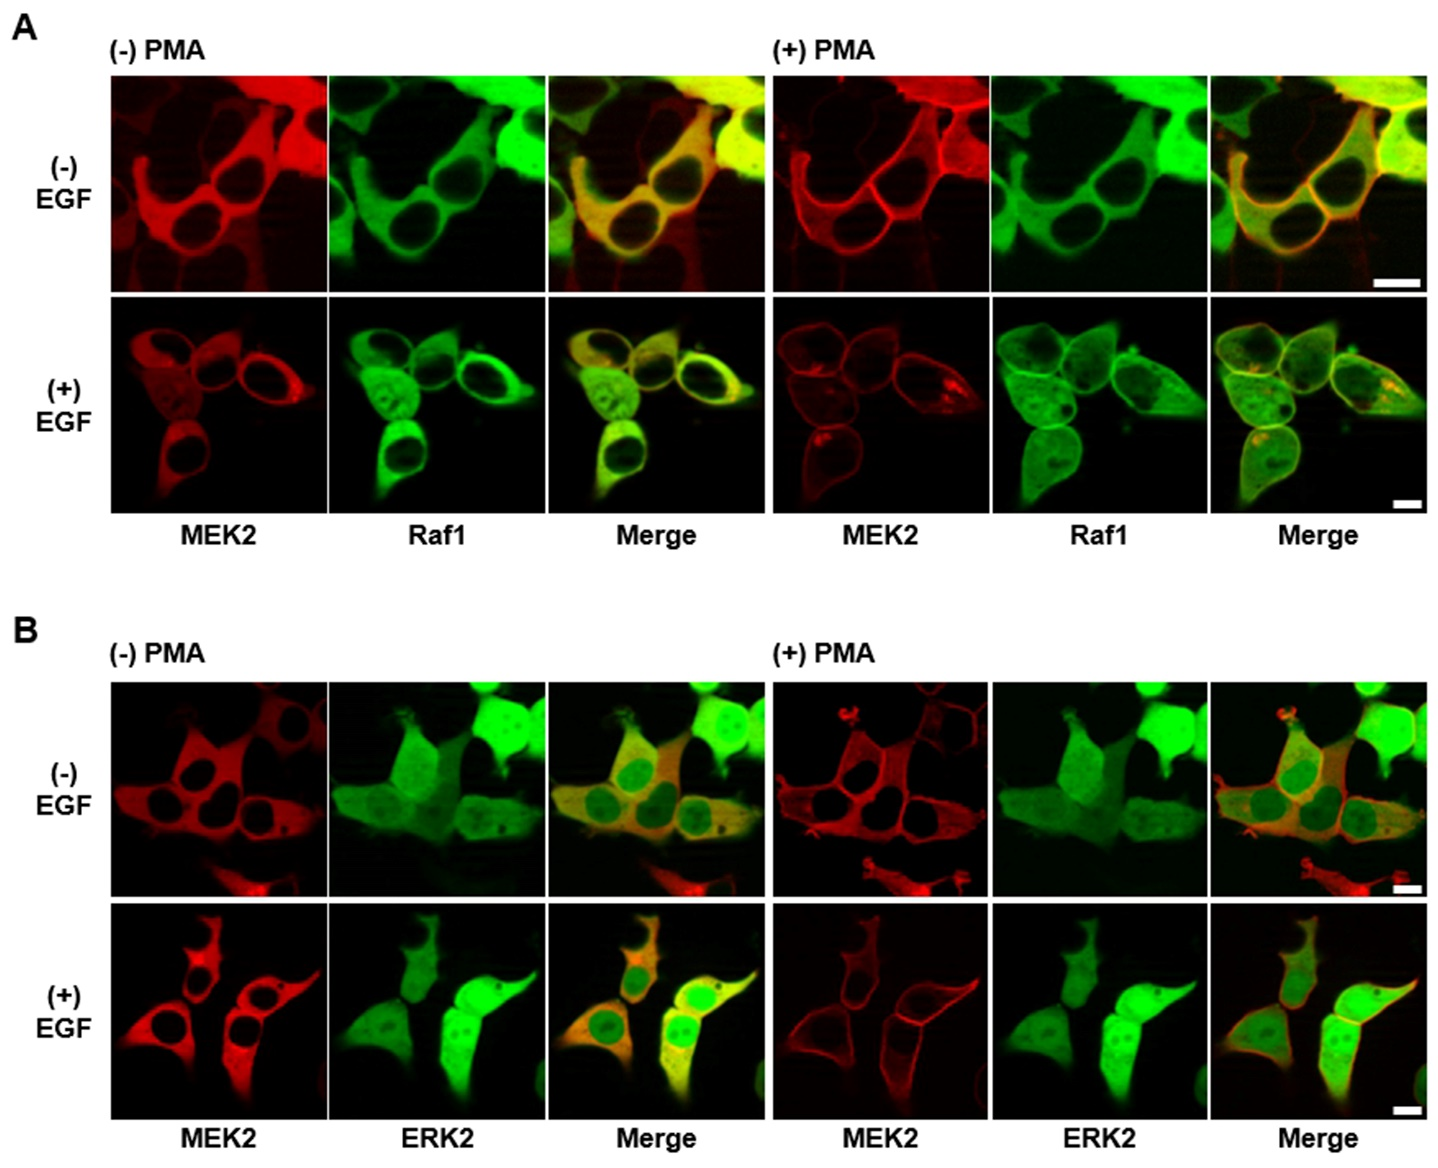 A
(-) PMA (+) PMA
(-)
EGF
(+)
EGF
MEK2 Raf1 Merge MEK2 Raf1 Merge
B
(-) PMA (+) PMA
(-)
EGF
(+)
EGF
MEK2 ERK2 Merge MEK2 ERK2 Merge